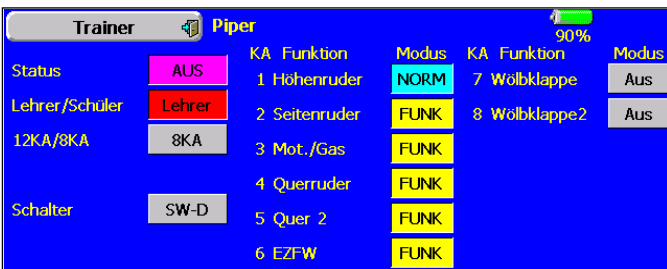 Trainer Piper 90%
KA Funktion Modus KA Funktion Modus
Status AUS 1 Höhenruder NORM 7 Wölbklappe Aus
Lehrer/Schüler Lehrer 2 Seitenruder FUNK 8 Wölbklappe2 Aus
12KA/8KA 8KA 3 Mot./Gas FUNK
4 Querruder FUNK
Schalter SW-D 5 Quer 2 FUNK
6 EZFW FUNK